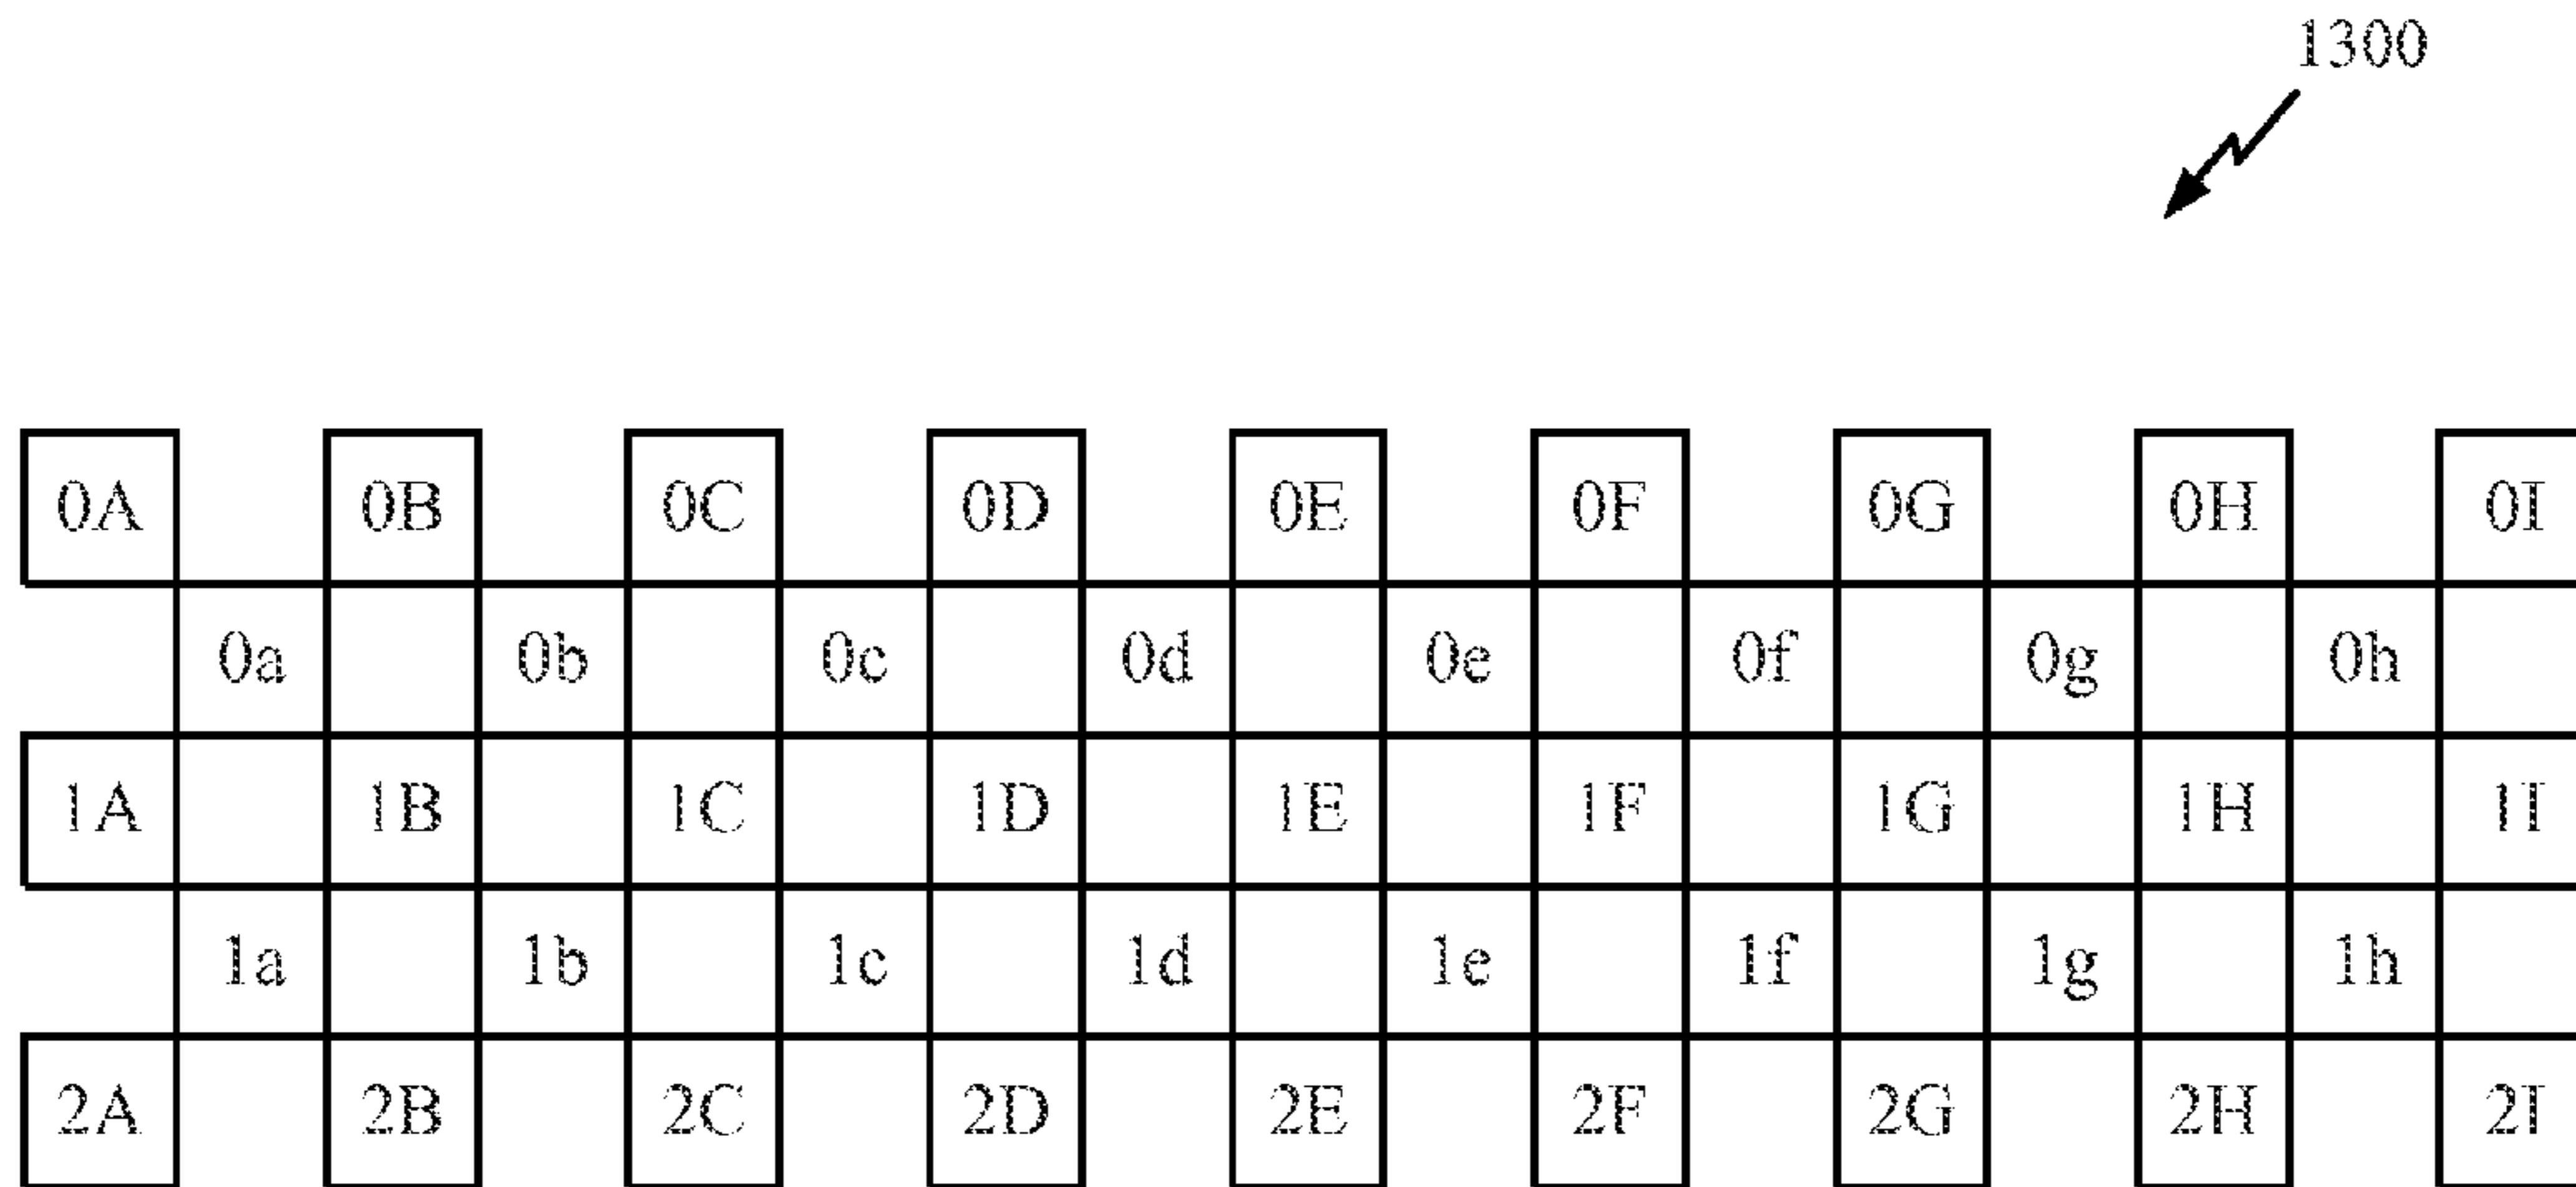 1300
0A 0B 0C 0D 0E 0F 0G 0H 0I
0a 0b 0c 0d 0e 0f 0g 0h
1A 1B 1C 1D 1E 1F 1G 1H 1I
1a 1b 1c 1d 1e 1f 1g 1h
2A 2B 2C 2D 2E 2F 2G 2H 2I